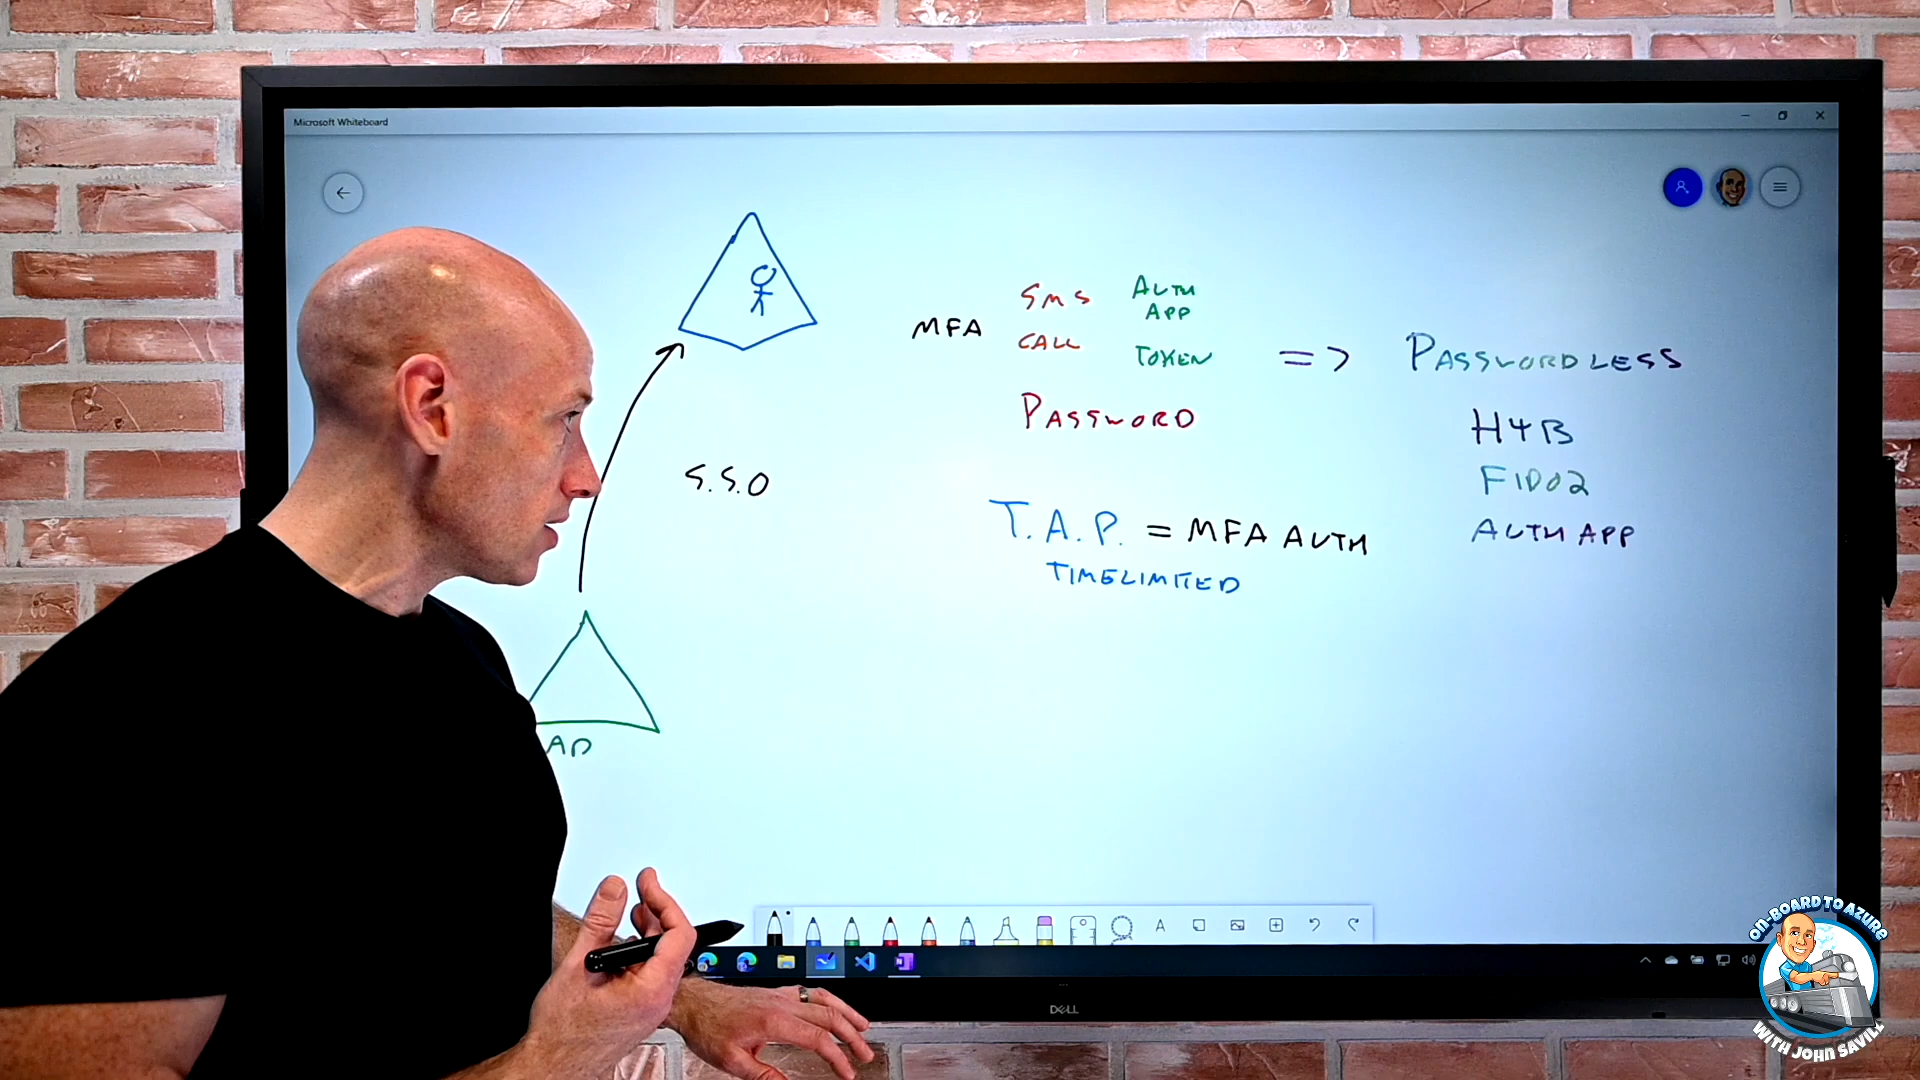 Microsoft Whiteboard
SMS
AUTH
APP
MFA
CALL
TOKEN
=> PASSWORDLESS
PASSWORD
H4B
S.S.O
FIDO2
T.A.P. = MFA AUTH
AUTH APP
TIMELIMITED
AD
A
DELL
ON-BOARD TO AZURE
WITH JOHN SAVILL